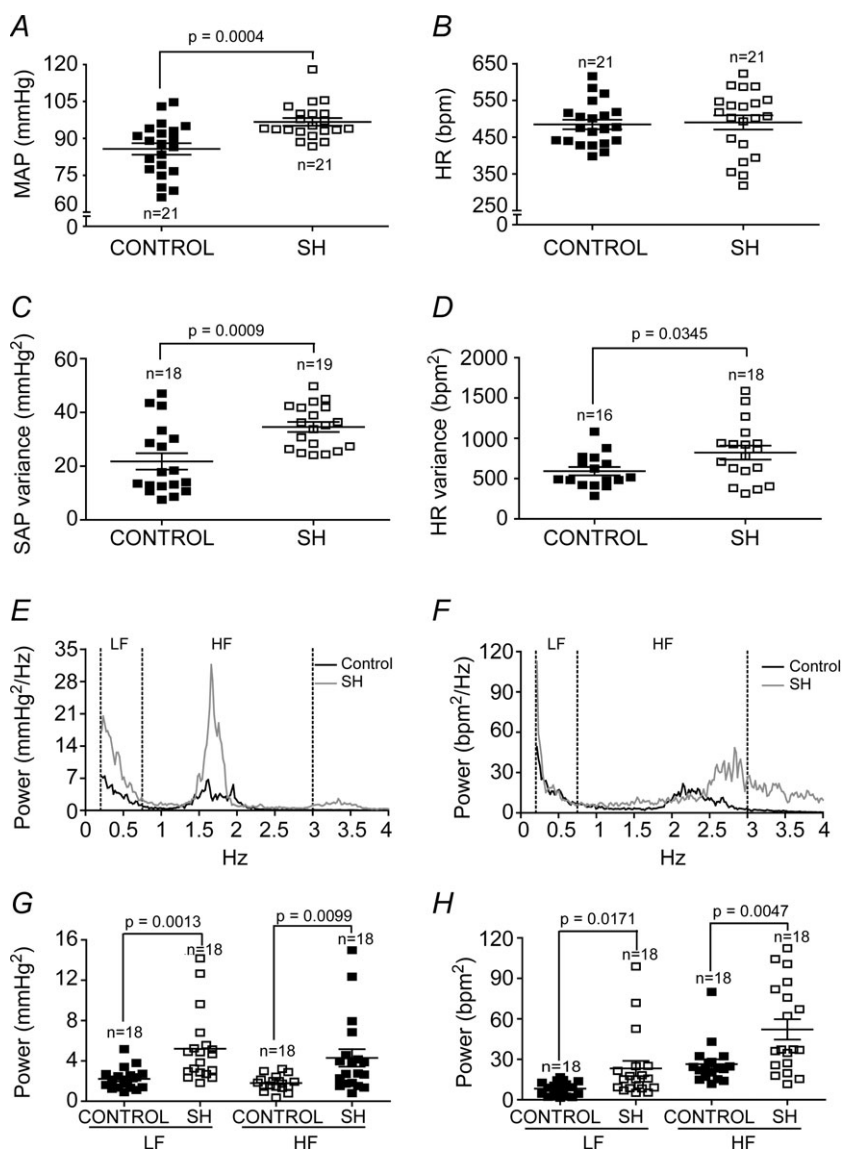 A
B
p = 0.0004
MAP (mmHg)
120
105
90
75
60
0
n=21
n=21
CONTROL
SH
HR (bpm)
650
550
450
350
250
0
n=21
n=21
CONTROL
SH
C
D
p = 0.0009
SAP variance (mmHg²)
60
40
20
0
n=18
n=19
CONTROL
SH
p = 0.0345
HR variance (bpm²)
2000
1500
1000
500
0
n=16
n=18
CONTROL
SH
E
F
LF
HF
Power (mmHg²/Hz)
35
28
21
14
7
0
Control
SH
0 0.5 1 1.5 2 2.5 3 3.5 4
Hz
LF
HF
Power (bpm²/Hz)
120
90
60
30
0
Control
SH
0 0.5 1 1.5 2 2.5 3 3.5 4
Hz
G
H
p = 0.0013
p = 0.0099
Power (mmHg²)
16
12
8
4
0
n=18
n=18
n=18
n=18
CONTROL SH CONTROL SH
LF HF
p = 0.0171
p = 0.0047
Power (bpm²)
120
90
60
30
0
n=18
n=18
n=18
n=18
CONTROL SH CONTROL SH
LF HF